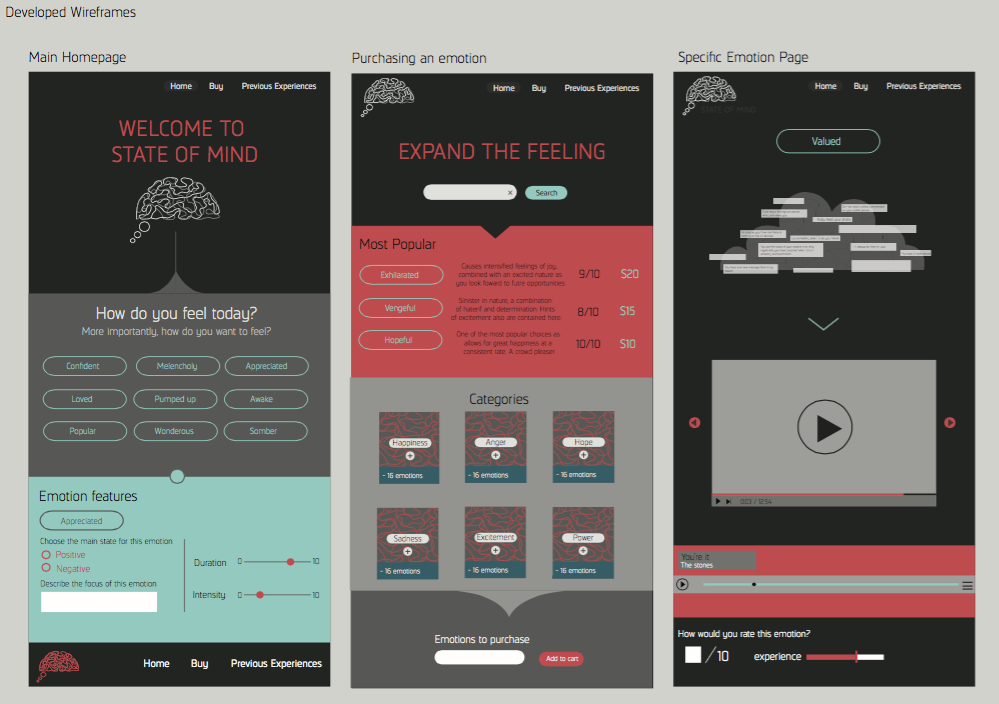 Developed Wireframes
Main Homepage
Home Buy Previous Experiences
WELCOME TO
STATE OF MIND
How do you feel today?
More importantly, how do you want to feel?
Confident Melencholy Appreciated
Loved Pumped up Awake
Popular Wonderous Somber
Emotion features
Appreciated
Choose the main state for this emotion
Positive
Negative
Describe the focus of this emotion
Duration 0 10
Intensity 0 10
Home Buy Previous Experiences
Purchasing an emotion
Home Buy Previous Experiences
EXPAND THE FEELING
x Search
Most Popular
Exhilarated
Causes intensified feelings of joy,
combined with an excited nature as
you look foward to futre opportunities
9/10 $20
Vengeful
Sinister in nature, a combination
of haterif and determination. Hints
of excitement also are contained here.
8/10 $15
Hopeful
One of the most popular choices as
allows for great happiness at a
consistent rate. A crowd pleaser
10/10 $10
Categories
Happiness Anger Hope
~ 16 emotions ~ 16 emotions ~ 16 emotions
Sadness Excitement Power
~ 16 emotions ~ 16 emotions ~ 16 emotions
Emotions to purchase
Add to cart
Specific Emotion Page
Home Buy Previous Experiences
STATE OF MIND
Valued
You're it
The stones
How would you rate this emotion?
/10 experience